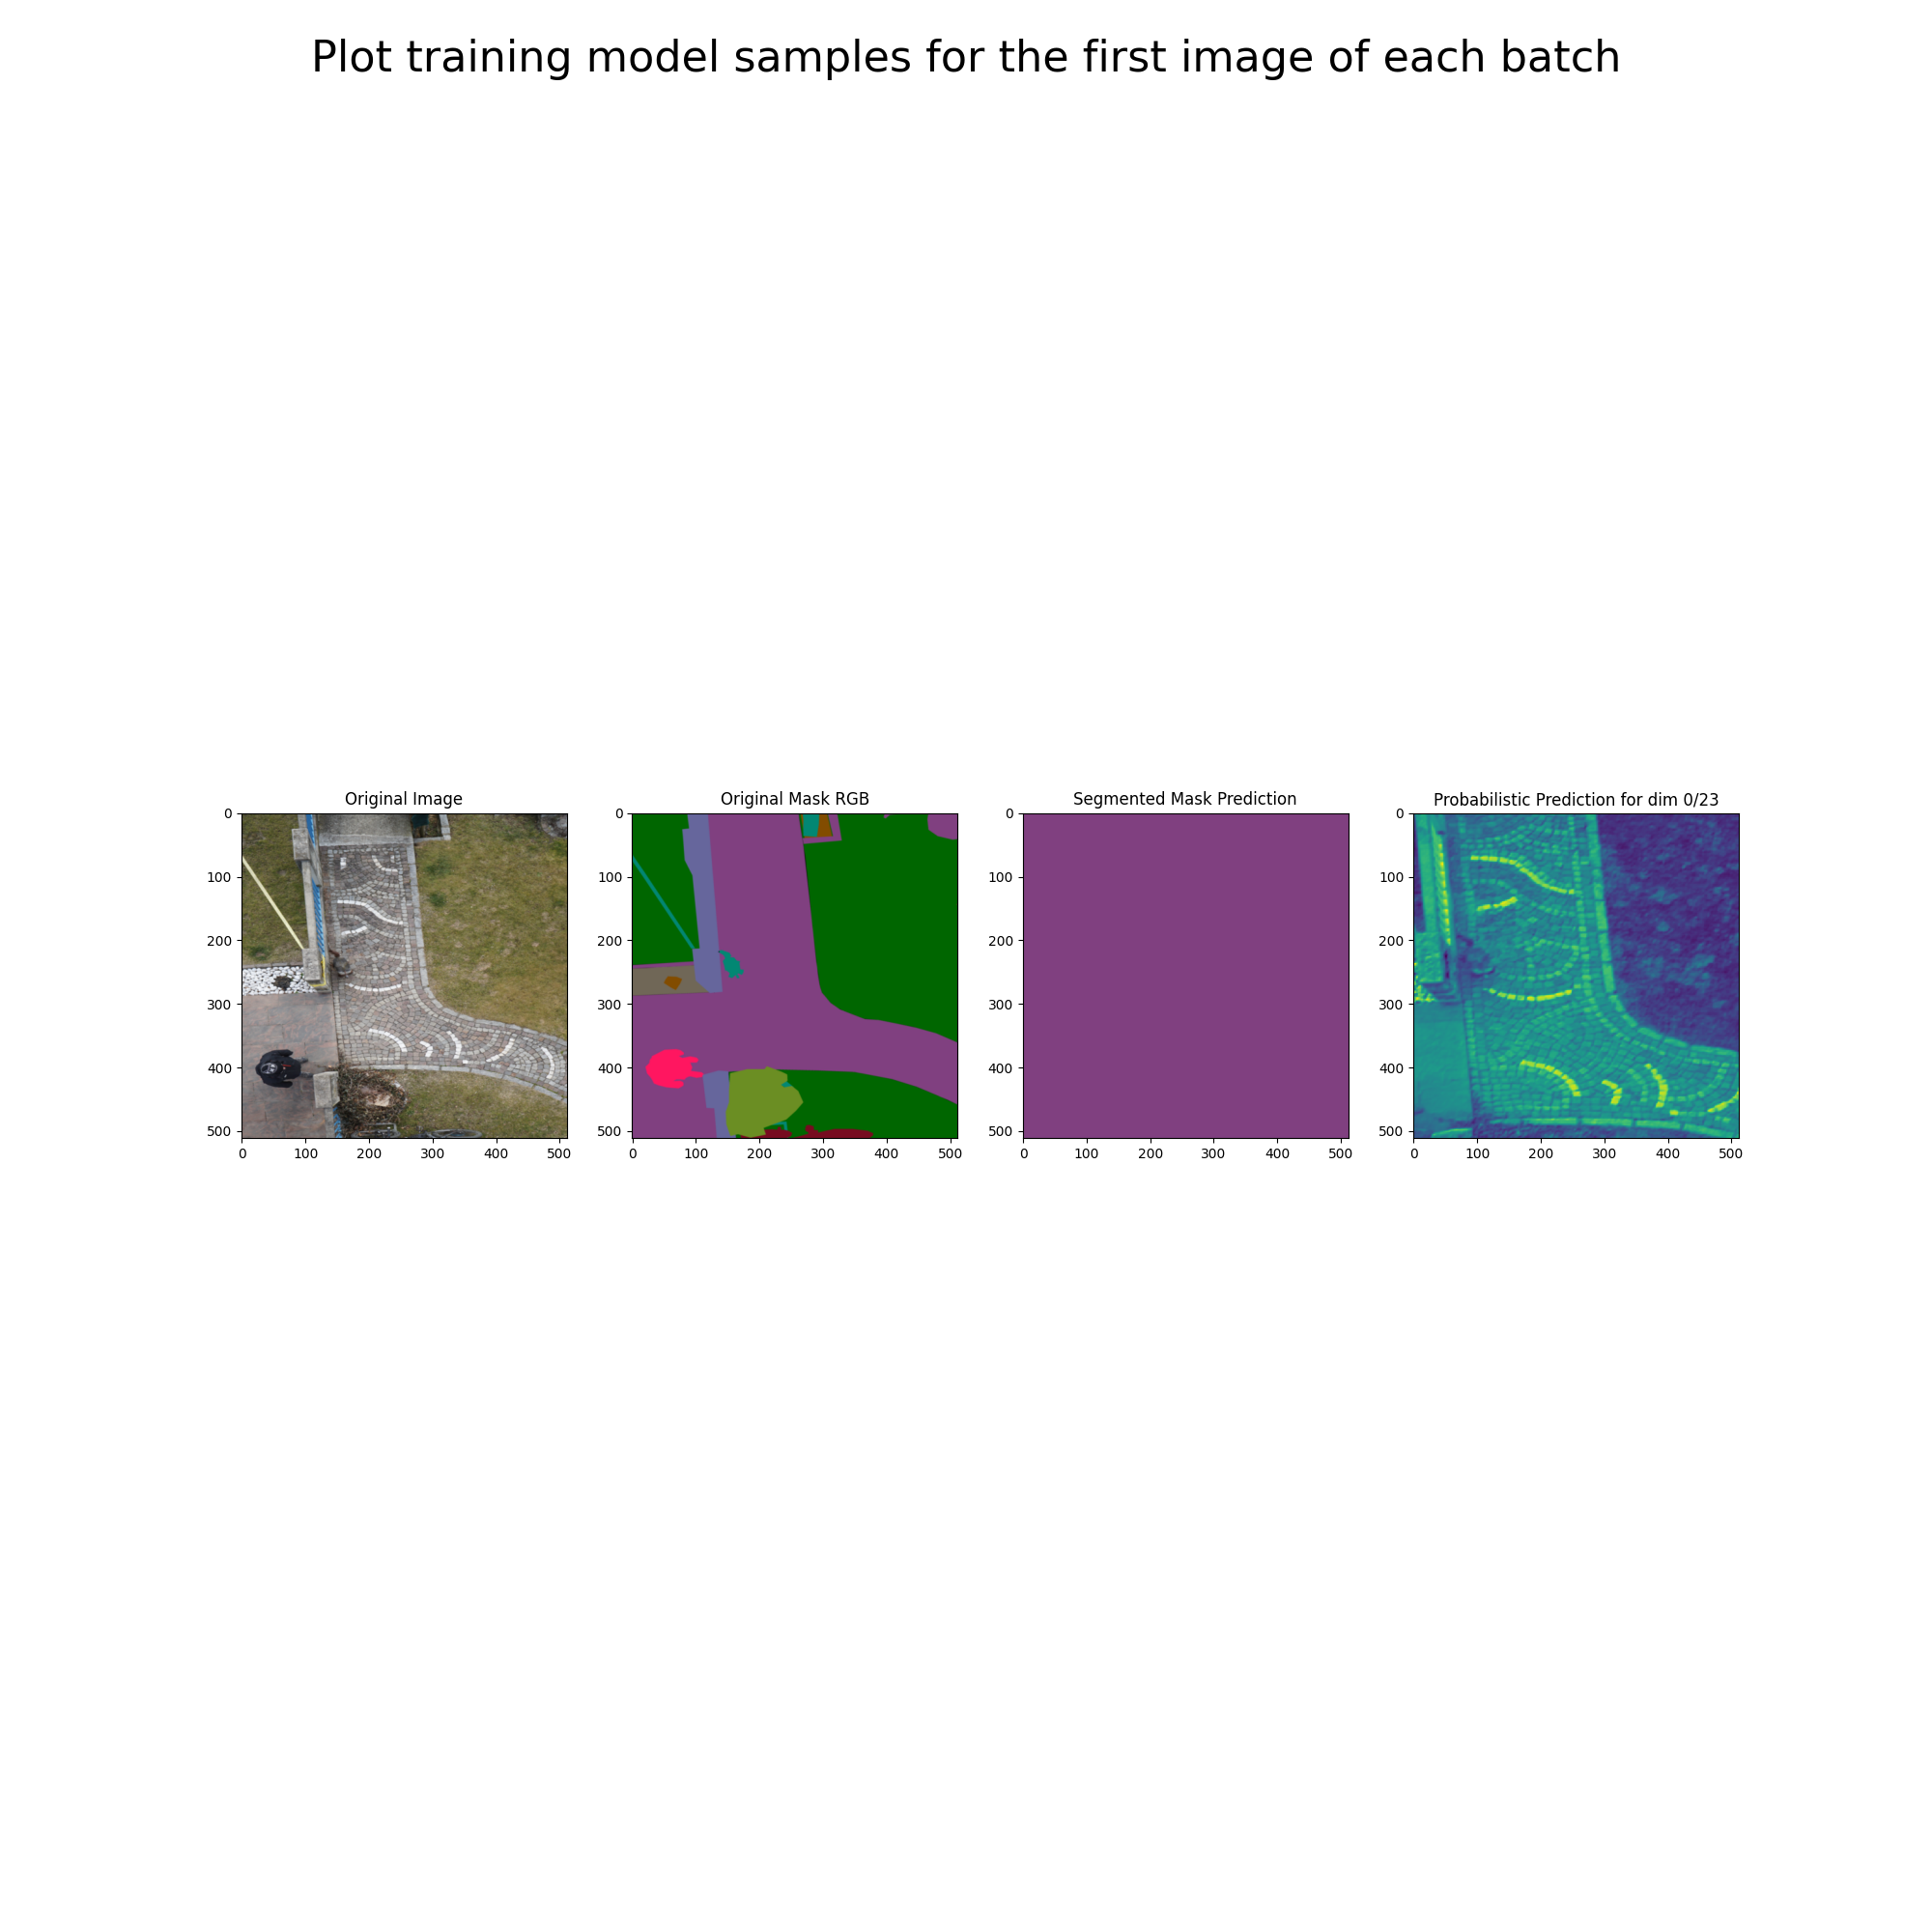 Plot training model samples for the first image of each batch
Original Image
Original Mask RGB
Segmented Mask Prediction
Probabilistic Prediction for dim 0/23
0
100
200
300
400
500
0 100 200 300 400 500
0
100
200
300
400
500
0 100 200 300 400 500
0
100
200
300
400
500
0 100 200 300 400 500
0
100
200
300
400
500
0 100 200 300 400 500